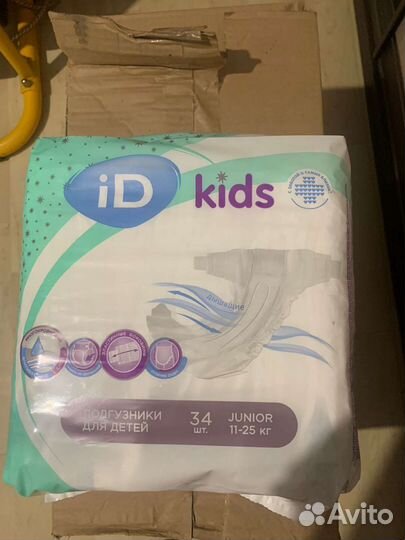 iD
kids
дышащие
ПОДГУЗНИКИ
ДЛЯ ДЕТЕЙ
34
шт.
JUNIOR
11-25 кг
Avito